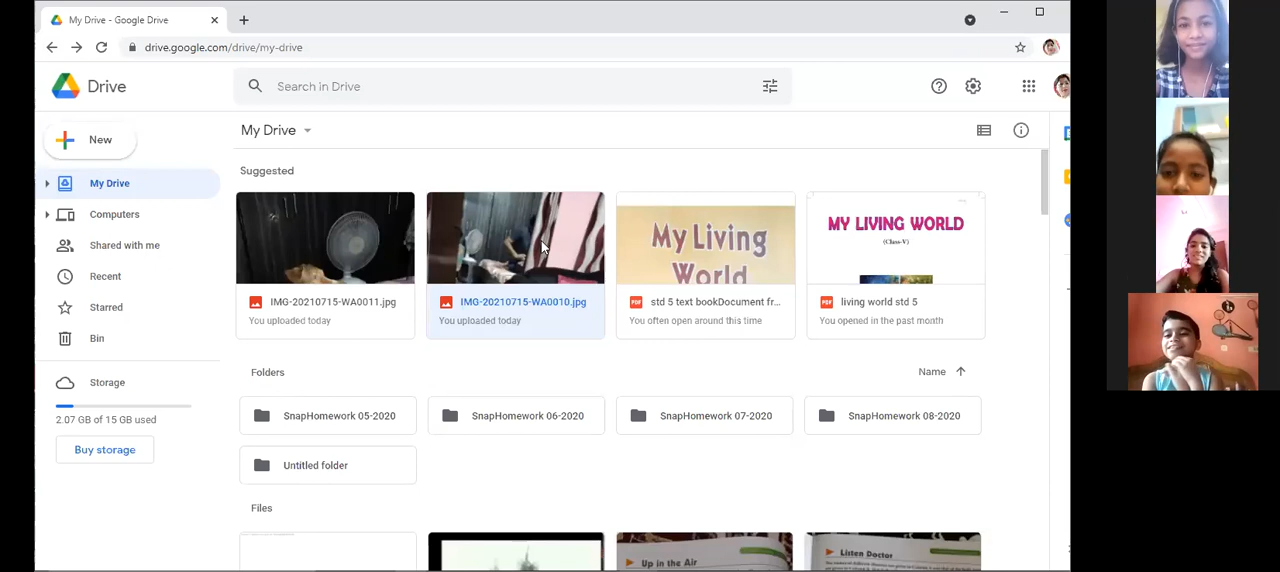 My Drive - Google Drive
drive.google.com/drive/my-drive
Drive
Search in Drive
New
My Drive
My Drive
Computers
Shared with me
Recent
Starred
Bin
Storage
2.07 GB of 15 GB used
Buy storage
Suggested
My Living
World
MY LIVING WORLD
(Class-V)
IMG-20210715-WA0011.jpg
IMG-20210715-WA0010.jpg
std 5 text bookDocument fr...
living world std 5
You uploaded today
You uploaded today
You often open around this time
You opened in the past month
Folders
Name
SnapHomework 05-2020
SnapHomework 06-2020
SnapHomework 07-2020
SnapHomework 08-2020
Untitled folder
Files
Up in the Air
Listen Doctor